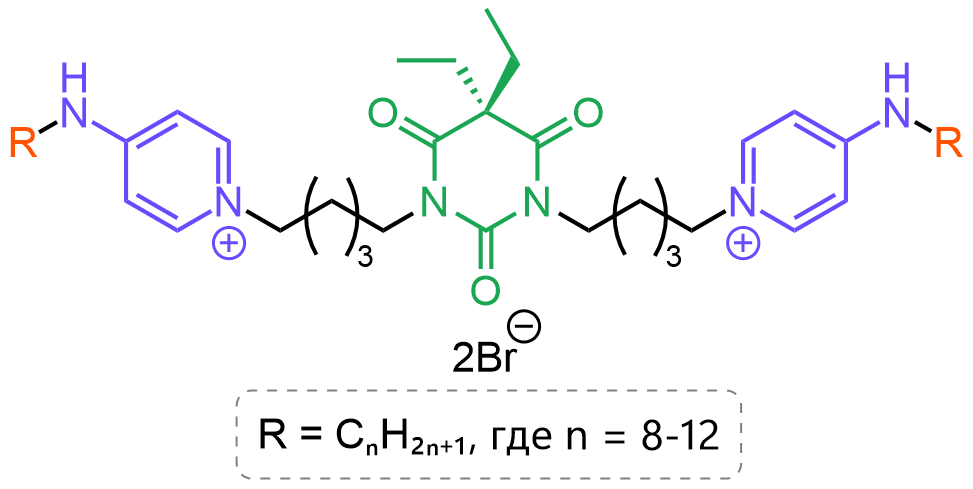 H H
N N
R R
O O
N N N N
⊕ ( ) 3 ( ) 3 ⊕
O
2Br⊖
R = CₙH₂ₙ₊₁, где n = 8-12